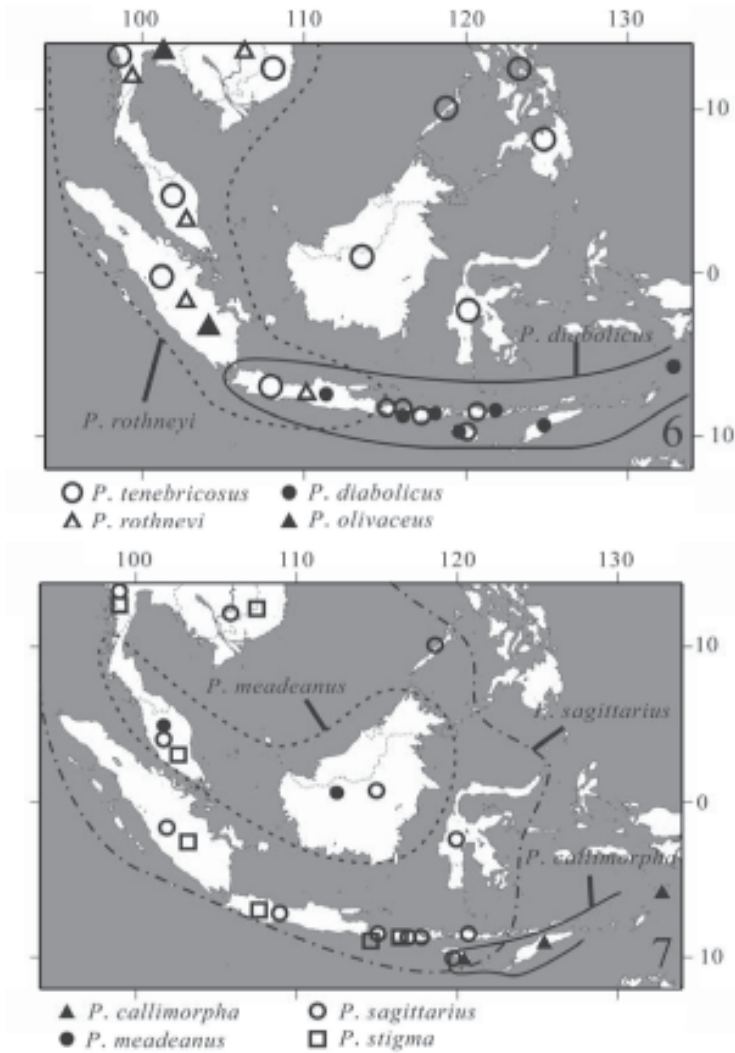 100 110 120 130
10
0
10
P. diabolicus
P. rothneyi
6
P. tenebricosus P. diabolicus
P. rothnevi P. olivaceus
100 110 120 130
10
0
10
P. meadeanus
sagittarius
P. callimorpha
7
P. callimorpha P. sagittarius
P. meadeanus P. stigma